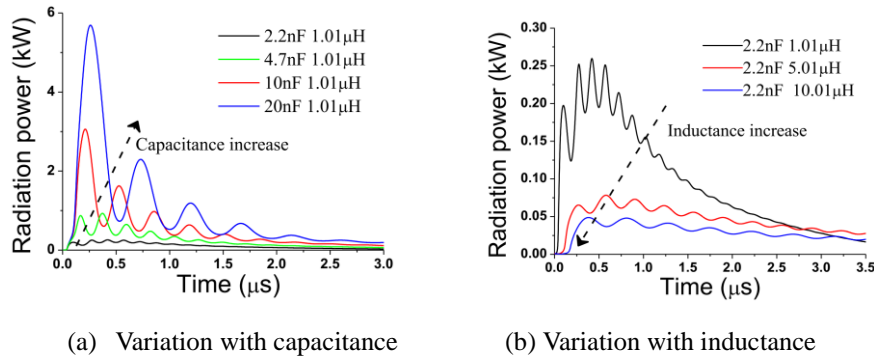 Radiation power (kW)
6
4
2
0
2.2nF 1.01μH
4.7nF 1.01μH
10nF 1.01μH
20nF 1.01μH
Capacitance increase
0.0 0.5 1.0 1.5 2.0 2.5 3.0
Time (μs)
(a) Variation with capacitance
Radiation power (kW)
0.30
0.25
0.20
0.15
0.10
0.05
0.00
2.2nF 1.01μH
2.2nF 5.01μH
2.2nF 10.01μH
Inductance increase
0.0 0.5 1.0 1.5 2.0 2.5 3.0 3.5
Time (μs)
(b) Variation with inductance